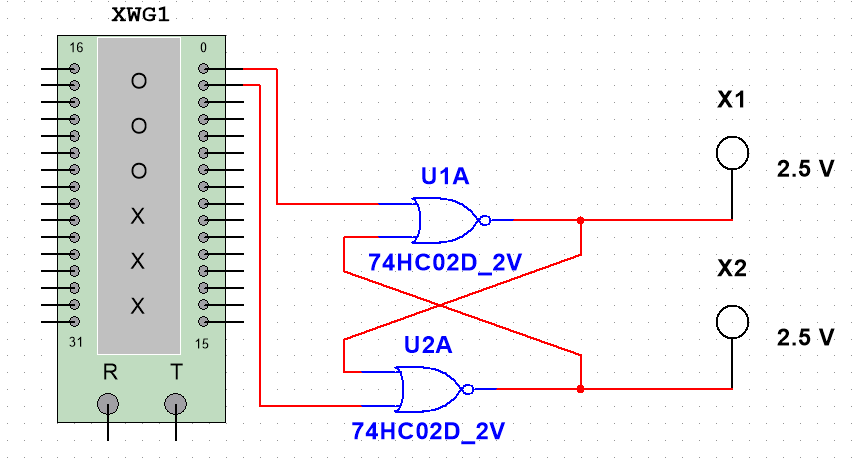 XWG1
16 0
O
O
O
X
X
X
31 15
R T
U1A
74HC02D_2V
U2A
74HC02D_2V
X1
2.5 V
X2
2.5 V